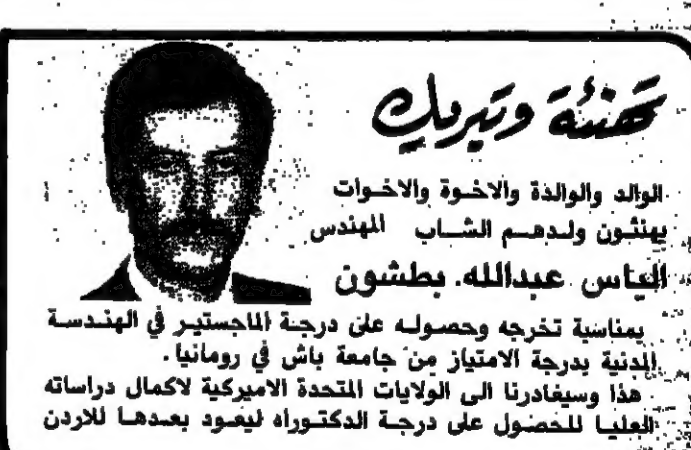 تهنئة وتبريك
الوالد والوالدة والاخوة والاخوات
يهنئون ولدهم الشاب المهندس
الياس عبدالله بطشون
بمناسبة تخرجه وحصوله على درجة الماجستير في الهندسة
المدنية بدرجة الامتياز من جامعة ياش في رومانيا .
هذا وسيغادرنا الى الولايات المتحدة الاميركية لاكمال دراساته
العليا للحصول على درجة الدكتوراه ليعود بعدها للاردن